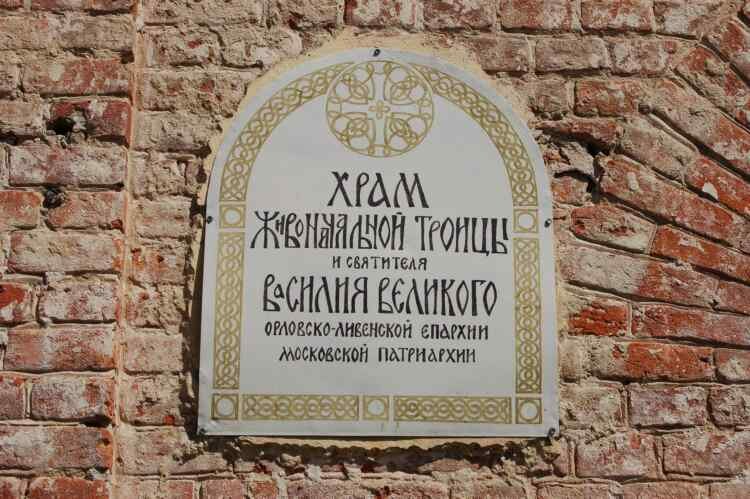 ХРАМ
ЖИВОНАЧАЛЬНОЙ ТРОИЦЫ
И СВЯТИТЕЛЯ
ВАСИЛИЯ ВЕЛИКОГО
ОРЛОВСКО-ЛИВЕНСКОЙ ЕПАРХИИ
МОСКОВСКОЙ ПАТРИАРХИИ